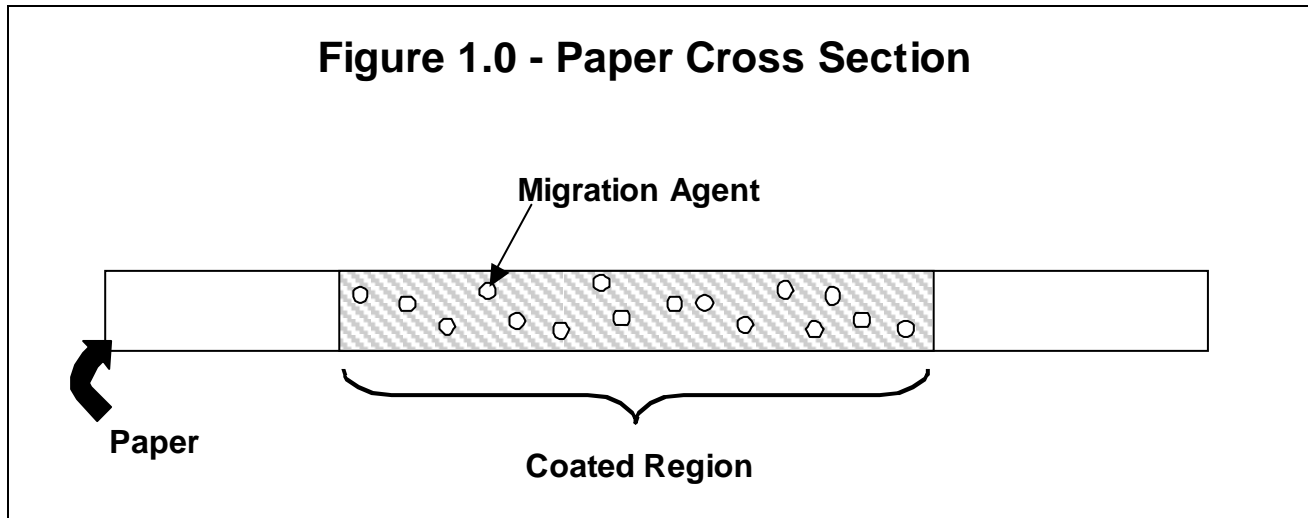 Figure 1.0 - Paper Cross Section
Migration Agent
Paper
Coated Region